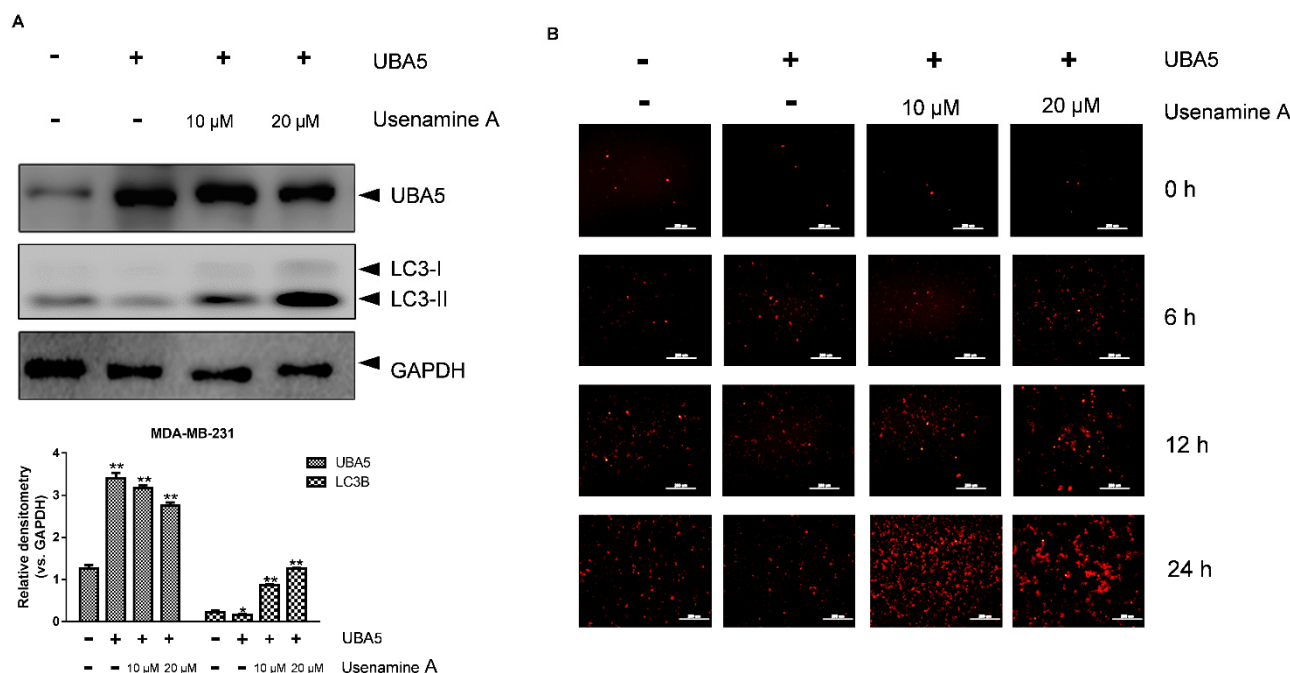 A
- + + + UBA5
- - 10 µM 20 µM Usenamine A
UBA5
LC3-I
LC3-II
GAPDH
MDA-MB-231
UBA5
LC3B
Relative densitometry
(vs. GAPDH)
4
3
2
1
0
** ** **
* ** **
- + + + - + + + UBA5
- - 10 µM 20 µM - - 10 µM 20 µM Usenamine A
B
- + + + UBA5
- - 10 µM 20 µM Usenamine A
0 h
6 h
12 h
24 h